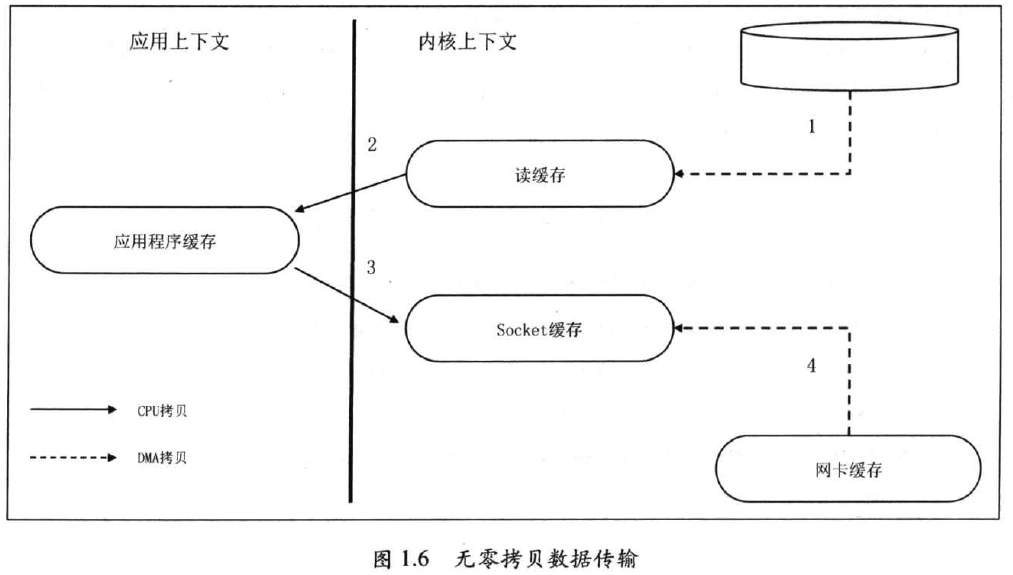 应用上下文
内核上下文
1
2
读缓存
应用程序缓存
3
Socket缓存
4
CPU拷贝
DMA拷贝
网卡缓存
图 1.6 无零拷贝数据传输